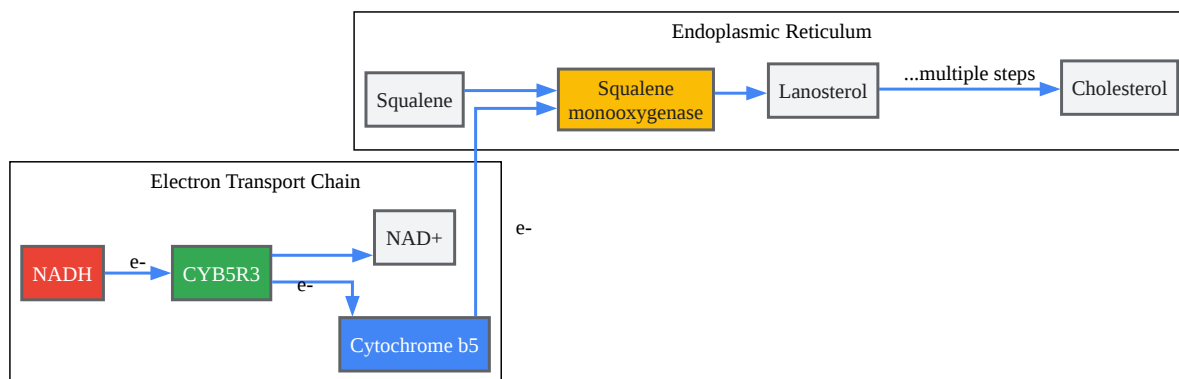 Endoplasmic Reticulum
Squalene
Squalene
monooxygenase
Lanosterol
...multiple steps
Cholesterol
Electron Transport Chain
NADH
e-
CYB5R3
e-
NAD+
Cytochrome b5
e-